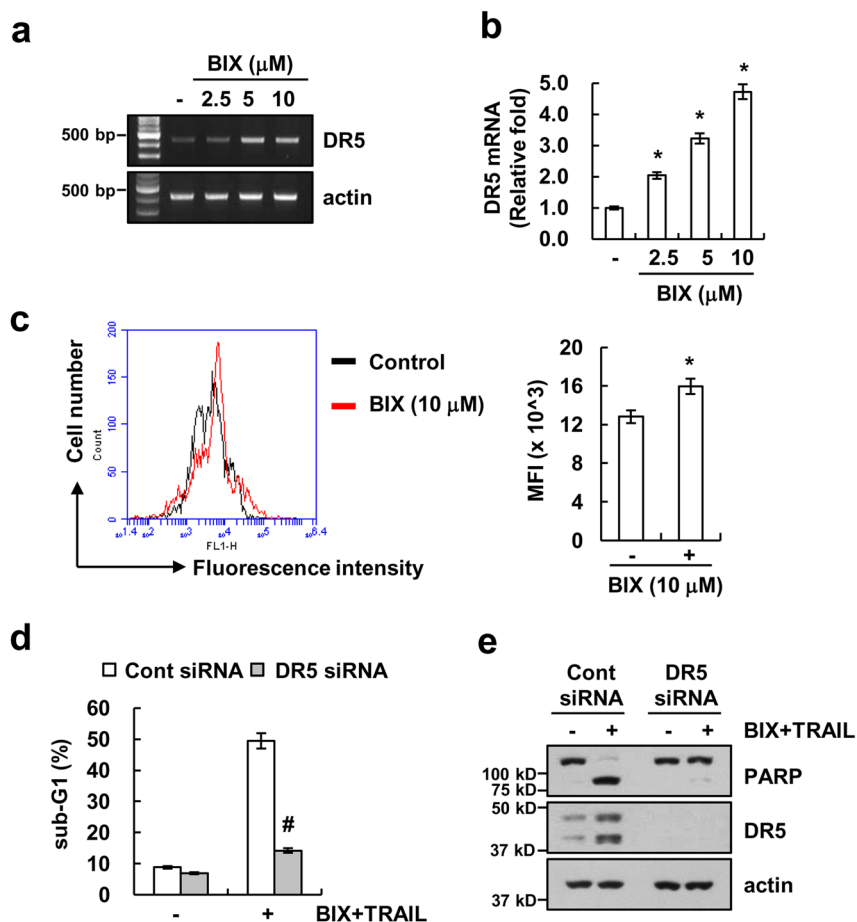 a
BIX (μM)
- 2.5 5 10
500 bp
DR5
500 bp
actin
b
DR5 mRNA
(Relative fold)
5.0
4.0
3.0
2.0
1.0
0.0
*
*
*
- 2.5 5 10
BIX (μM)
c
Cell number
Count
200
150
100
50
0
FL1-H
Fluorescence intensity
Control
BIX (10 μM)
MFI (x 10^3)
20
16
12
8
4
0
*
- +
BIX (10 μM)
d
Cont siRNA DR5 siRNA
sub-G1 (%)
60
50
40
30
20
10
0
#
- + BIX+TRAIL
e
Cont siRNA
DR5 siRNA
- + - + BIX+TRAIL
100 kD
75 kD
PARP
50 kD
37 kD
DR5
37 kD
actin